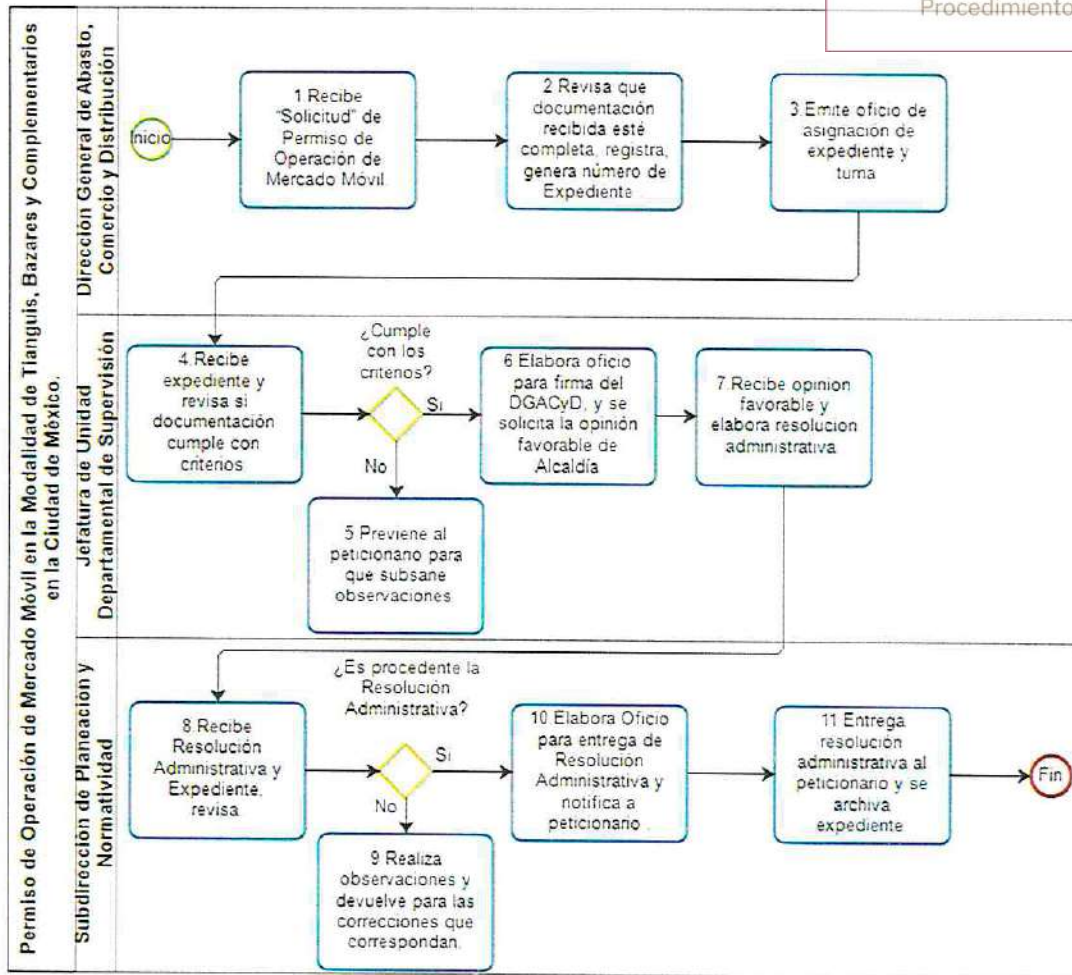 Procedimiento
Permiso de Operación de Mercado Móvil en la Modalidad de Tianguis, Bazares y Complementarios
en la Ciudad de México.
Dirección General de Abasto,
Comercio y Distribución
Inicio
1.Recibe
"Solicitud" de
Permiso de
Operación de
Mercado Móvil
2 Revisa que
documentación
recibida esté
completa, registra,
genera número de
Expediente
3.Emite oficio de
asignación de
expediente y
turna
Jefatura de Unidad
Departamental de Supervisión
4.Recibe
expediente y
revisa si
documentación
cumple con
criterios
¿Cumple
con los
criterios?
Si
No
5 Previene al
peticionario para
que subsane
observaciones
6 Elabora oficio
para firma del
DGACyD, y se
solicita la opinión
favorable de
Alcaldía
7.Recibe opinion
favorable y
elabora resolucion
administrativa
Subdirección de Planeación y
Normatividad
8.Recibe
Resolución
Administrativa y
Expediente,
revisa
¿Es procedente la
Resolución
Administrativa?
Si
No
9 Realiza
observaciones y
devuelve para las
correcciones que
correspondan.
10.Elabora Oficio
para entrega de
Resolución
Administrativa y
notifica a
peticionario .
11 Entrega
resolución
administrativa al
peticionario y se
archiva
expediente
Fin